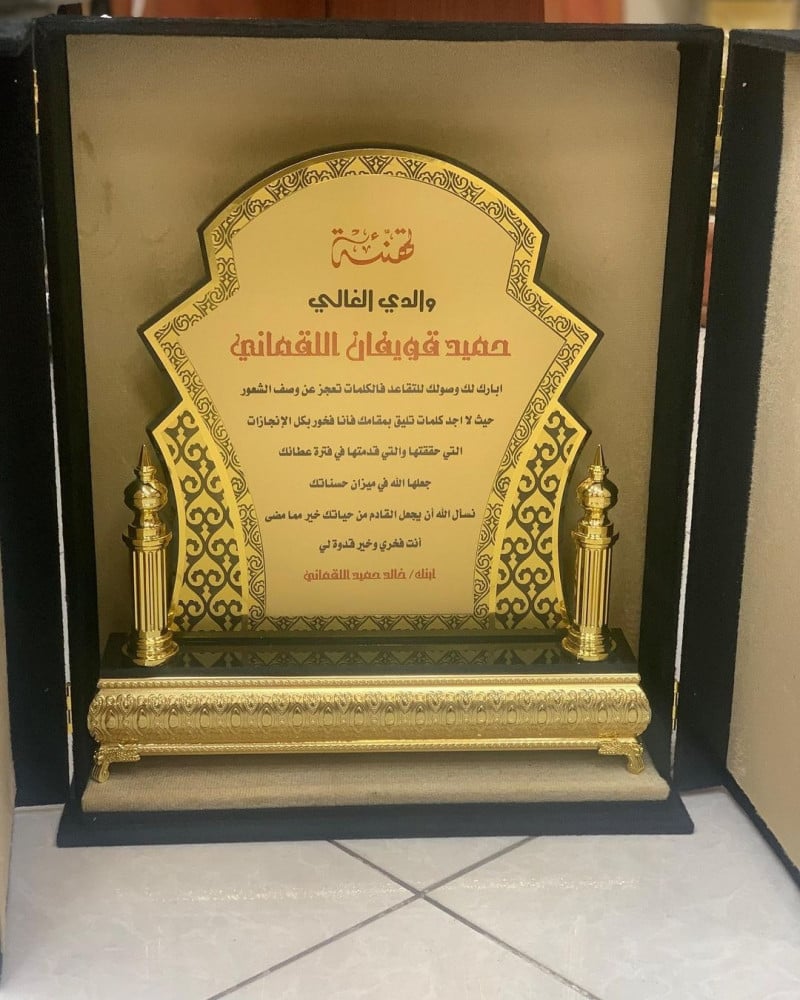 تهنئة
والدي الغالي
حميد قويفان اللقماني
ابارك لك وصولك للتقاعد فالكلمات تعجز عن وصف الشعور
حيث لا اجد كلمات تليق بمقامك فأنا فخور بكل الإنجازات
التي حققتها والتي قدمتها في فترة عطائك
جعلها الله في ميزان حسناتك
نسال الله أن يجعل القادم من حياتك خير مما مضى
أنت فخري وخير قدوة لي
ابنك / خالد حميد اللقماني